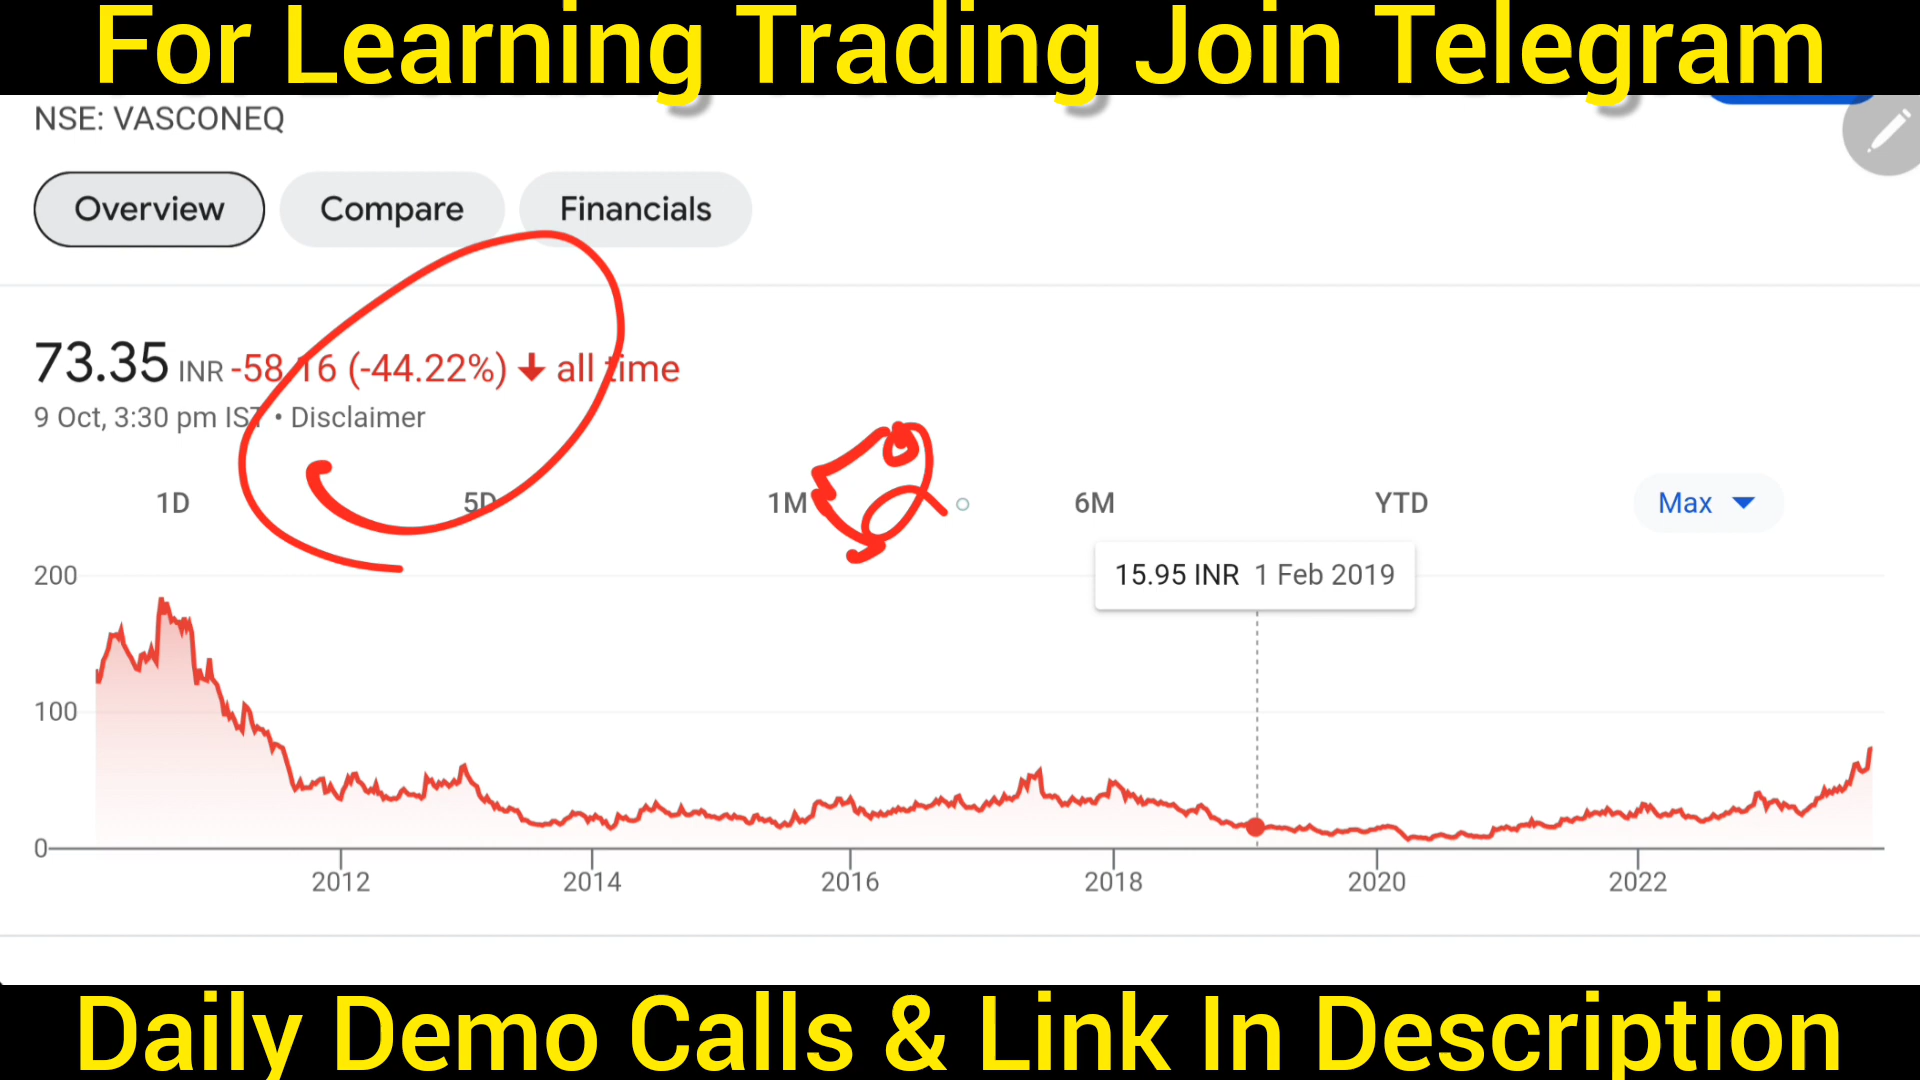 For Learning Trading Join Telegram
NSE: VASCONEQ
Overview Compare Financials
73.35 INR -58.16 (-44.22%) all time
9 Oct, 3:30 pm IST • Disclaimer
1D 5D 1M 6M YTD Max
15.95 INR 1 Feb 2019
200
100
0
2012 2014 2016 2018 2020 2022
Daily Demo Calls & Link In Description